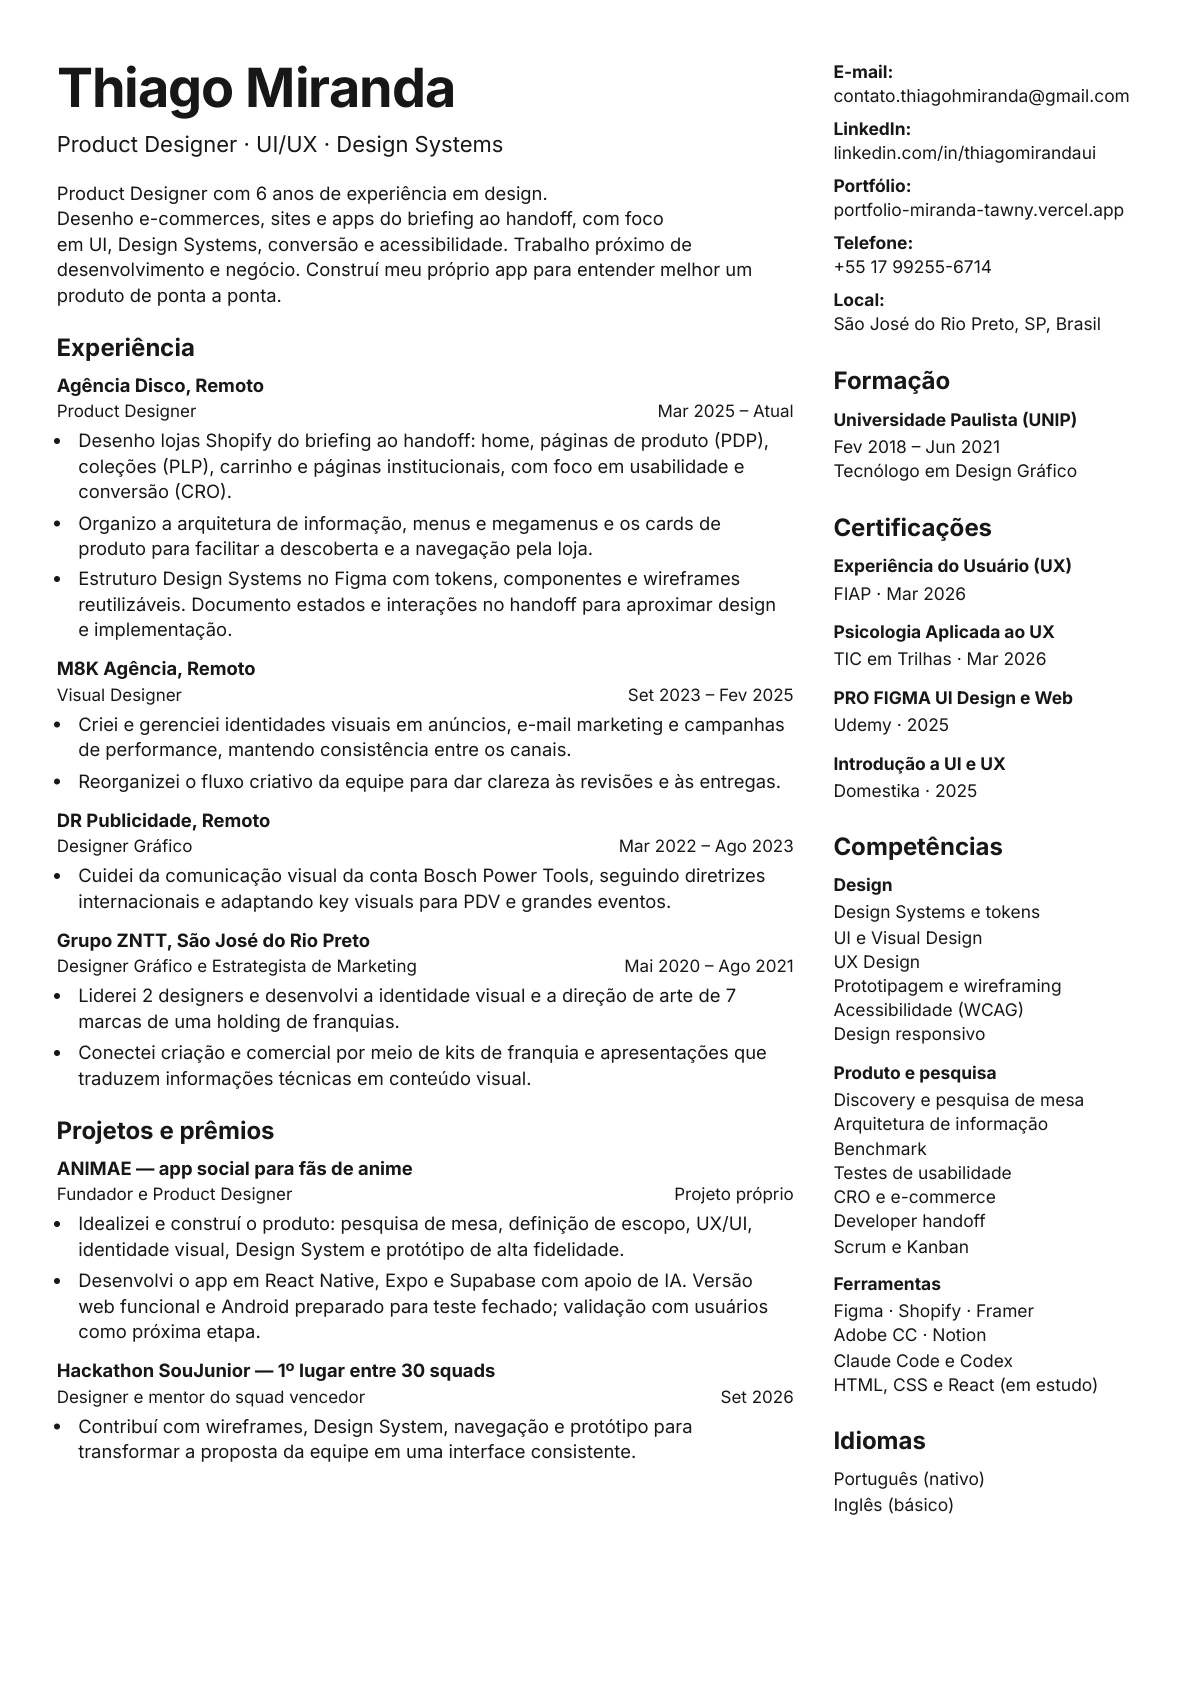 Thiago Miranda
Product Designer · UI/UX · Design Systems
Product Designer com 6 anos de experiência em design.
Desenho e-commerces, sites e apps do briefing ao handoff, com foco
em UI, Design Systems, conversão e acessibilidade. Trabalho próximo de
desenvolvimento e negócio. Construí meu próprio app para entender melhor um
produto de ponta a ponta.
Experiência
Agência Disco, Remoto
Product Designer Mar 2025 – Atual
• Desenho lojas Shopify do briefing ao handoff: home, páginas de produto (PDP),
coleções (PLP), carrinho e páginas institucionais, com foco em usabilidade e
conversão (CRO).
• Organizo a arquitetura de informação, menus e megamenus e os cards de
produto para facilitar a descoberta e a navegação pela loja.
• Estruturo Design Systems no Figma com tokens, componentes e wireframes
reutilizáveis. Documento estados e interações no handoff para aproximar design
e implementação.
M8K Agência, Remoto
Visual Designer Set 2023 – Fev 2025
• Criei e gerenciei identidades visuais em anúncios, e-mail marketing e campanhas
de performance, mantendo consistência entre os canais.
• Reorganizei o fluxo criativo da equipe para dar clareza às revisões e às entregas.
DR Publicidade, Remoto
Designer Gráfico Mar 2022 – Ago 2023
• Cuidei da comunicação visual da conta Bosch Power Tools, seguindo diretrizes
internacionais e adaptando key visuals para PDV e grandes eventos.
Grupo ZNTT, São José do Rio Preto
Designer Gráfico e Estrategista de Marketing Mai 2020 – Ago 2021
• Liderei 2 designers e desenvolvi a identidade visual e a direção de arte de 7
marcas de uma holding de franquias.
• Conectei criação e comercial por meio de kits de franquia e apresentações que
traduzem informações técnicas em conteúdo visual.
Projetos e prêmios
ANIMAE — app social para fãs de anime
Fundador e Product Designer Projeto próprio
• Idealizei e construí o produto: pesquisa de mesa, definição de escopo, UX/UI,
identidade visual, Design System e protótipo de alta fidelidade.
• Desenvolvi o app em React Native, Expo e Supabase com apoio de IA. Versão
web funcional e Android preparado para teste fechado; validação com usuários
como próxima etapa.
Hackathon SouJunior — 1º lugar entre 30 squads
Designer e mentor do squad vencedor Set 2026
• Contribuí com wireframes, Design System, navegação e protótipo para
transformar a proposta da equipe em uma interface consistente.
E-mail:
contato.thiagohmiranda@gmail.com
LinkedIn:
linkedin.com/in/thiagomirandaui
Portfólio:
portfolio-miranda-tawny.vercel.app
Telefone:
+55 17 99255-6714
Local:
São José do Rio Preto, SP, Brasil
Formação
Universidade Paulista (UNIP)
Fev 2018 – Jun 2021
Tecnólogo em Design Gráfico
Certificações
Experiência do Usuário (UX)
FIAP · Mar 2026
Psicologia Aplicada ao UX
TIC em Trilhas · Mar 2026
PRO FIGMA UI Design e Web
Udemy · 2025
Introdução a UI e UX
Domestika · 2025
Competências
Design
Design Systems e tokens
UI e Visual Design
UX Design
Prototipagem e wireframing
Acessibilidade (WCAG)
Design responsivo
Produto e pesquisa
Discovery e pesquisa de mesa
Arquitetura de informação
Benchmark
Testes de usabilidade
CRO e e-commerce
Developer handoff
Scrum e Kanban
Ferramentas
Figma · Shopify · Framer
Adobe CC · Notion
Claude Code e Codex
HTML, CSS e React (em estudo)
Idiomas
Português (nativo)
Inglês (básico)